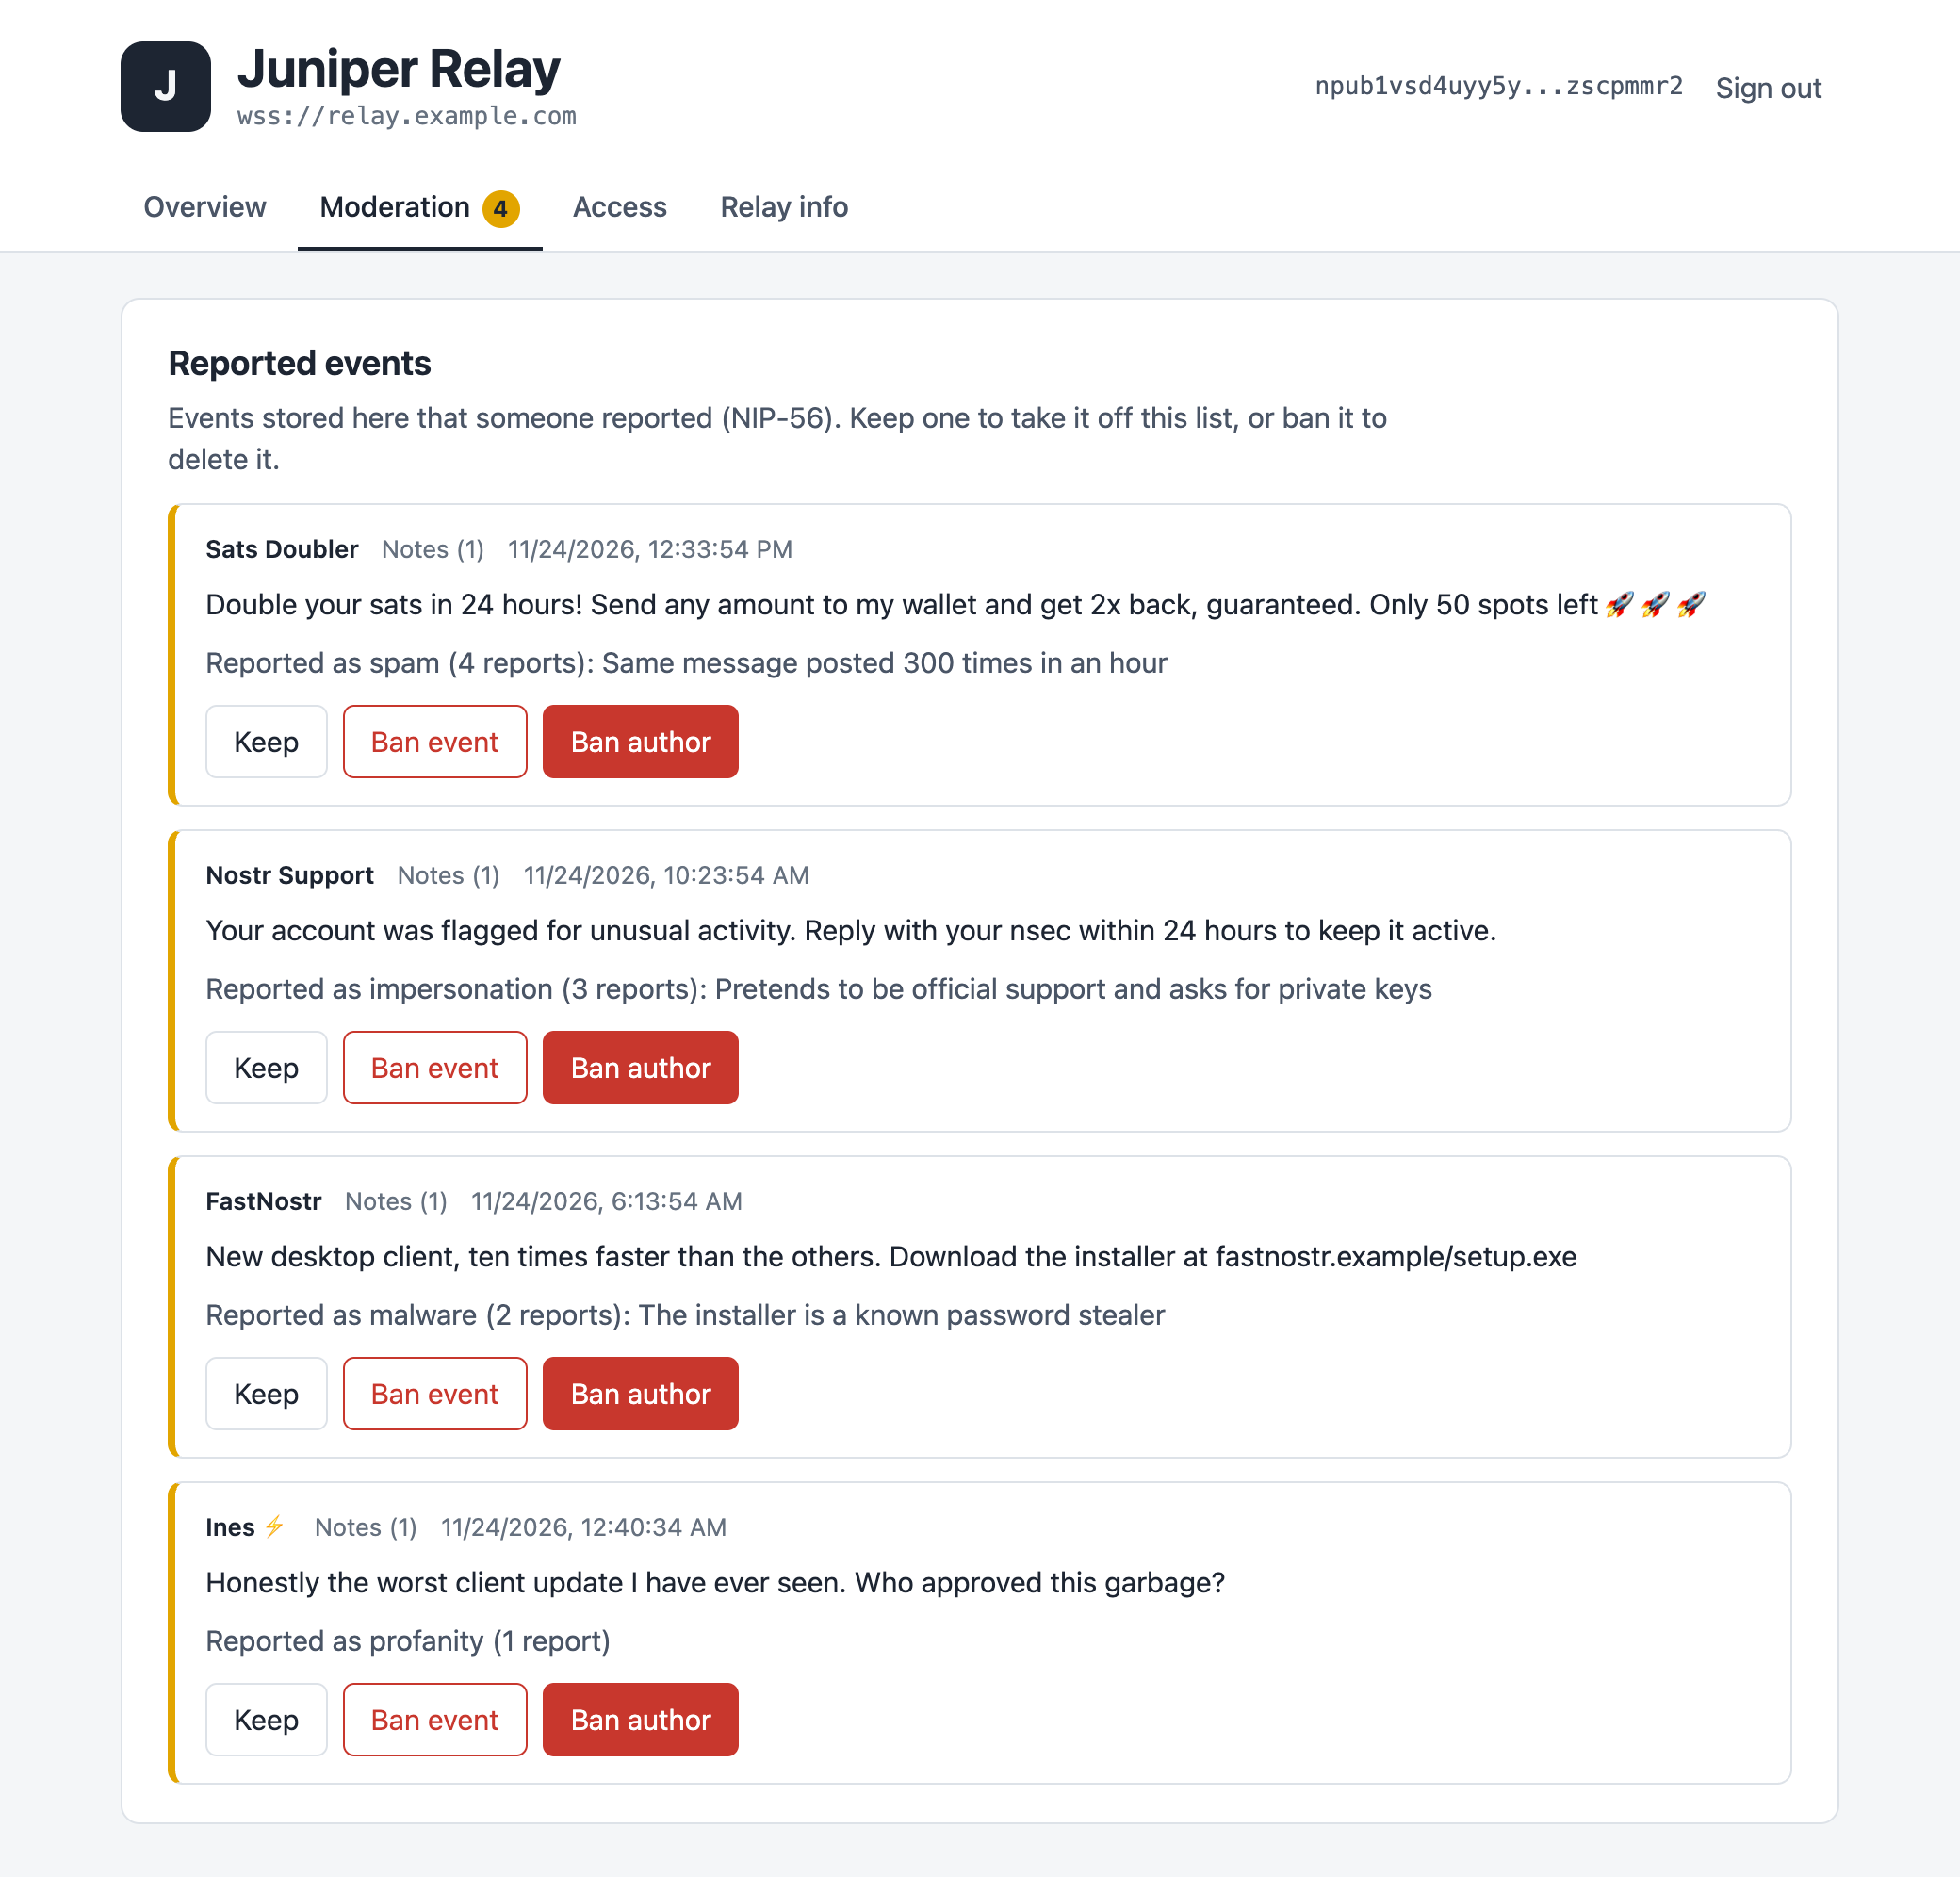 J
Juniper Relay
wss://relay.example.com
npub1vsd4uyy5y...zscpmmr2
Sign out
Overview
Moderation 4
Access
Relay info
Reported events
Events stored here that someone reported (NIP-56). Keep one to take it off this list, or ban it to
delete it.
Sats Doubler Notes (1) 11/24/2026, 12:33:54 PM
Double your sats in 24 hours! Send any amount to my wallet and get 2x back, guaranteed. Only 50 spots left 🚀🚀🚀
Reported as spam (4 reports): Same message posted 300 times in an hour
Keep Ban event Ban author
Nostr Support Notes (1) 11/24/2026, 10:23:54 AM
Your account was flagged for unusual activity. Reply with your nsec within 24 hours to keep it active.
Reported as impersonation (3 reports): Pretends to be official support and asks for private keys
Keep Ban event Ban author
FastNostr Notes (1) 11/24/2026, 6:13:54 AM
New desktop client, ten times faster than the others. Download the installer at fastnostr.example/setup.exe
Reported as malware (2 reports): The installer is a known password stealer
Keep Ban event Ban author
Ines ⚡ Notes (1) 11/24/2026, 12:40:34 AM
Honestly the worst client update I have ever seen. Who approved this garbage?
Reported as profanity (1 report)
Keep Ban event Ban author